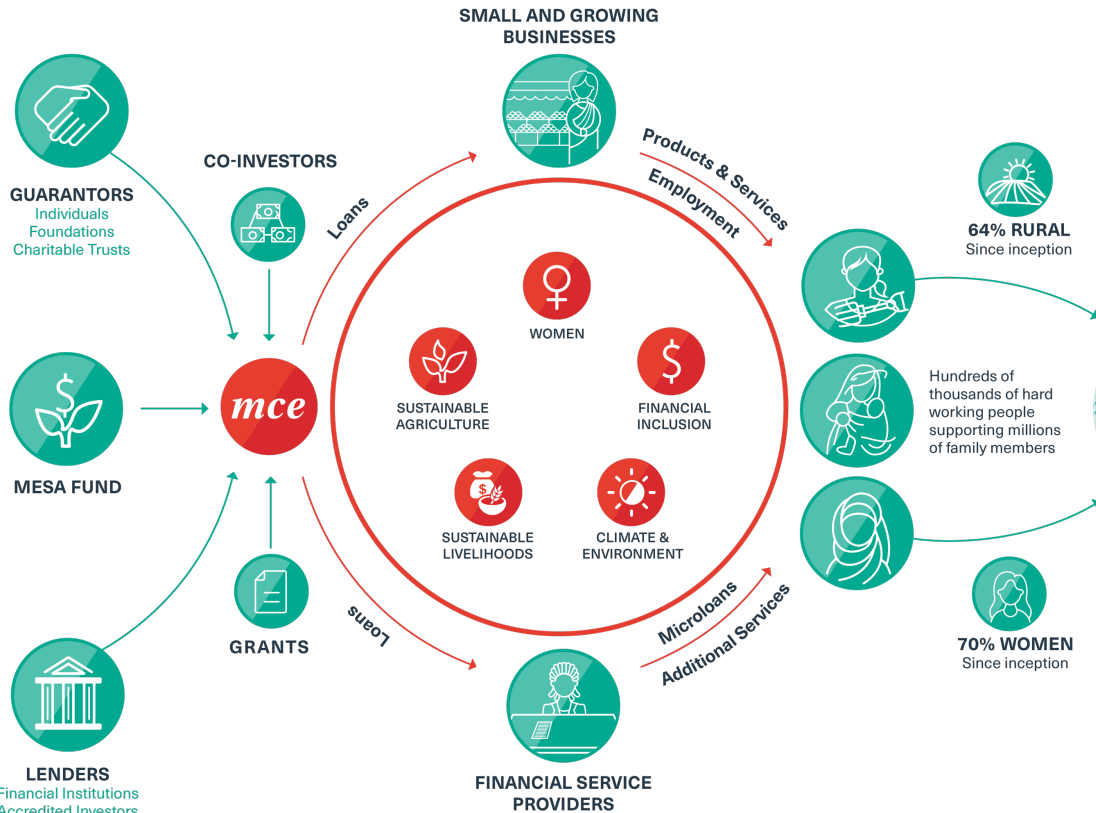 SMALL AND GROWING
BUSINESSES
GUARANTORS
Individuals
Foundations
Charitable Trusts
CO-INVESTORS
Loans
Products & Services
Employment
64% RURAL
Since inception
WOMEN
SUSTAINABLE
AGRICULTURE
FINANCIAL
INCLUSION
mce
MESA FUND
Hundreds of
thousands of hard
working people
supporting millions
of family members
SUSTAINABLE
LIVELIHOODS
CLIMATE &
ENVIRONMENT
GRANTS
Loans
Microloans
Additional Services
70% WOMEN
Since inception
LENDERS
Financial Institutions
Accredited Investors
FINANCIAL SERVICE
PROVIDERS
$
$
$